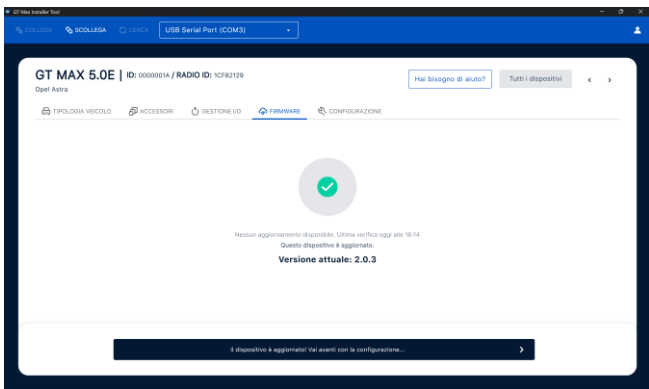 GT Max Installer Tool
COLLEGA SCOLLEGA CERCA USB Serial Port (COM3)
GT MAX 5.0E | ID: 0000001A / RADIO ID: 1CF82129
Hai bisogno di aiuto? Tutti i dispositivi
Opel Astra
TIPOLOGIA VEICOLO ACCESSORI GESTIONE I/O FIRMWARE CONFIGURAZIONE
Nessun aggiornamento disponibile. Ultima verifica oggi alle 16:14
Questo dispositivo è aggiornato.
Versione attuale: 2.0.3
il dispositivo è aggiornato! Vai avanti con la configurazione...